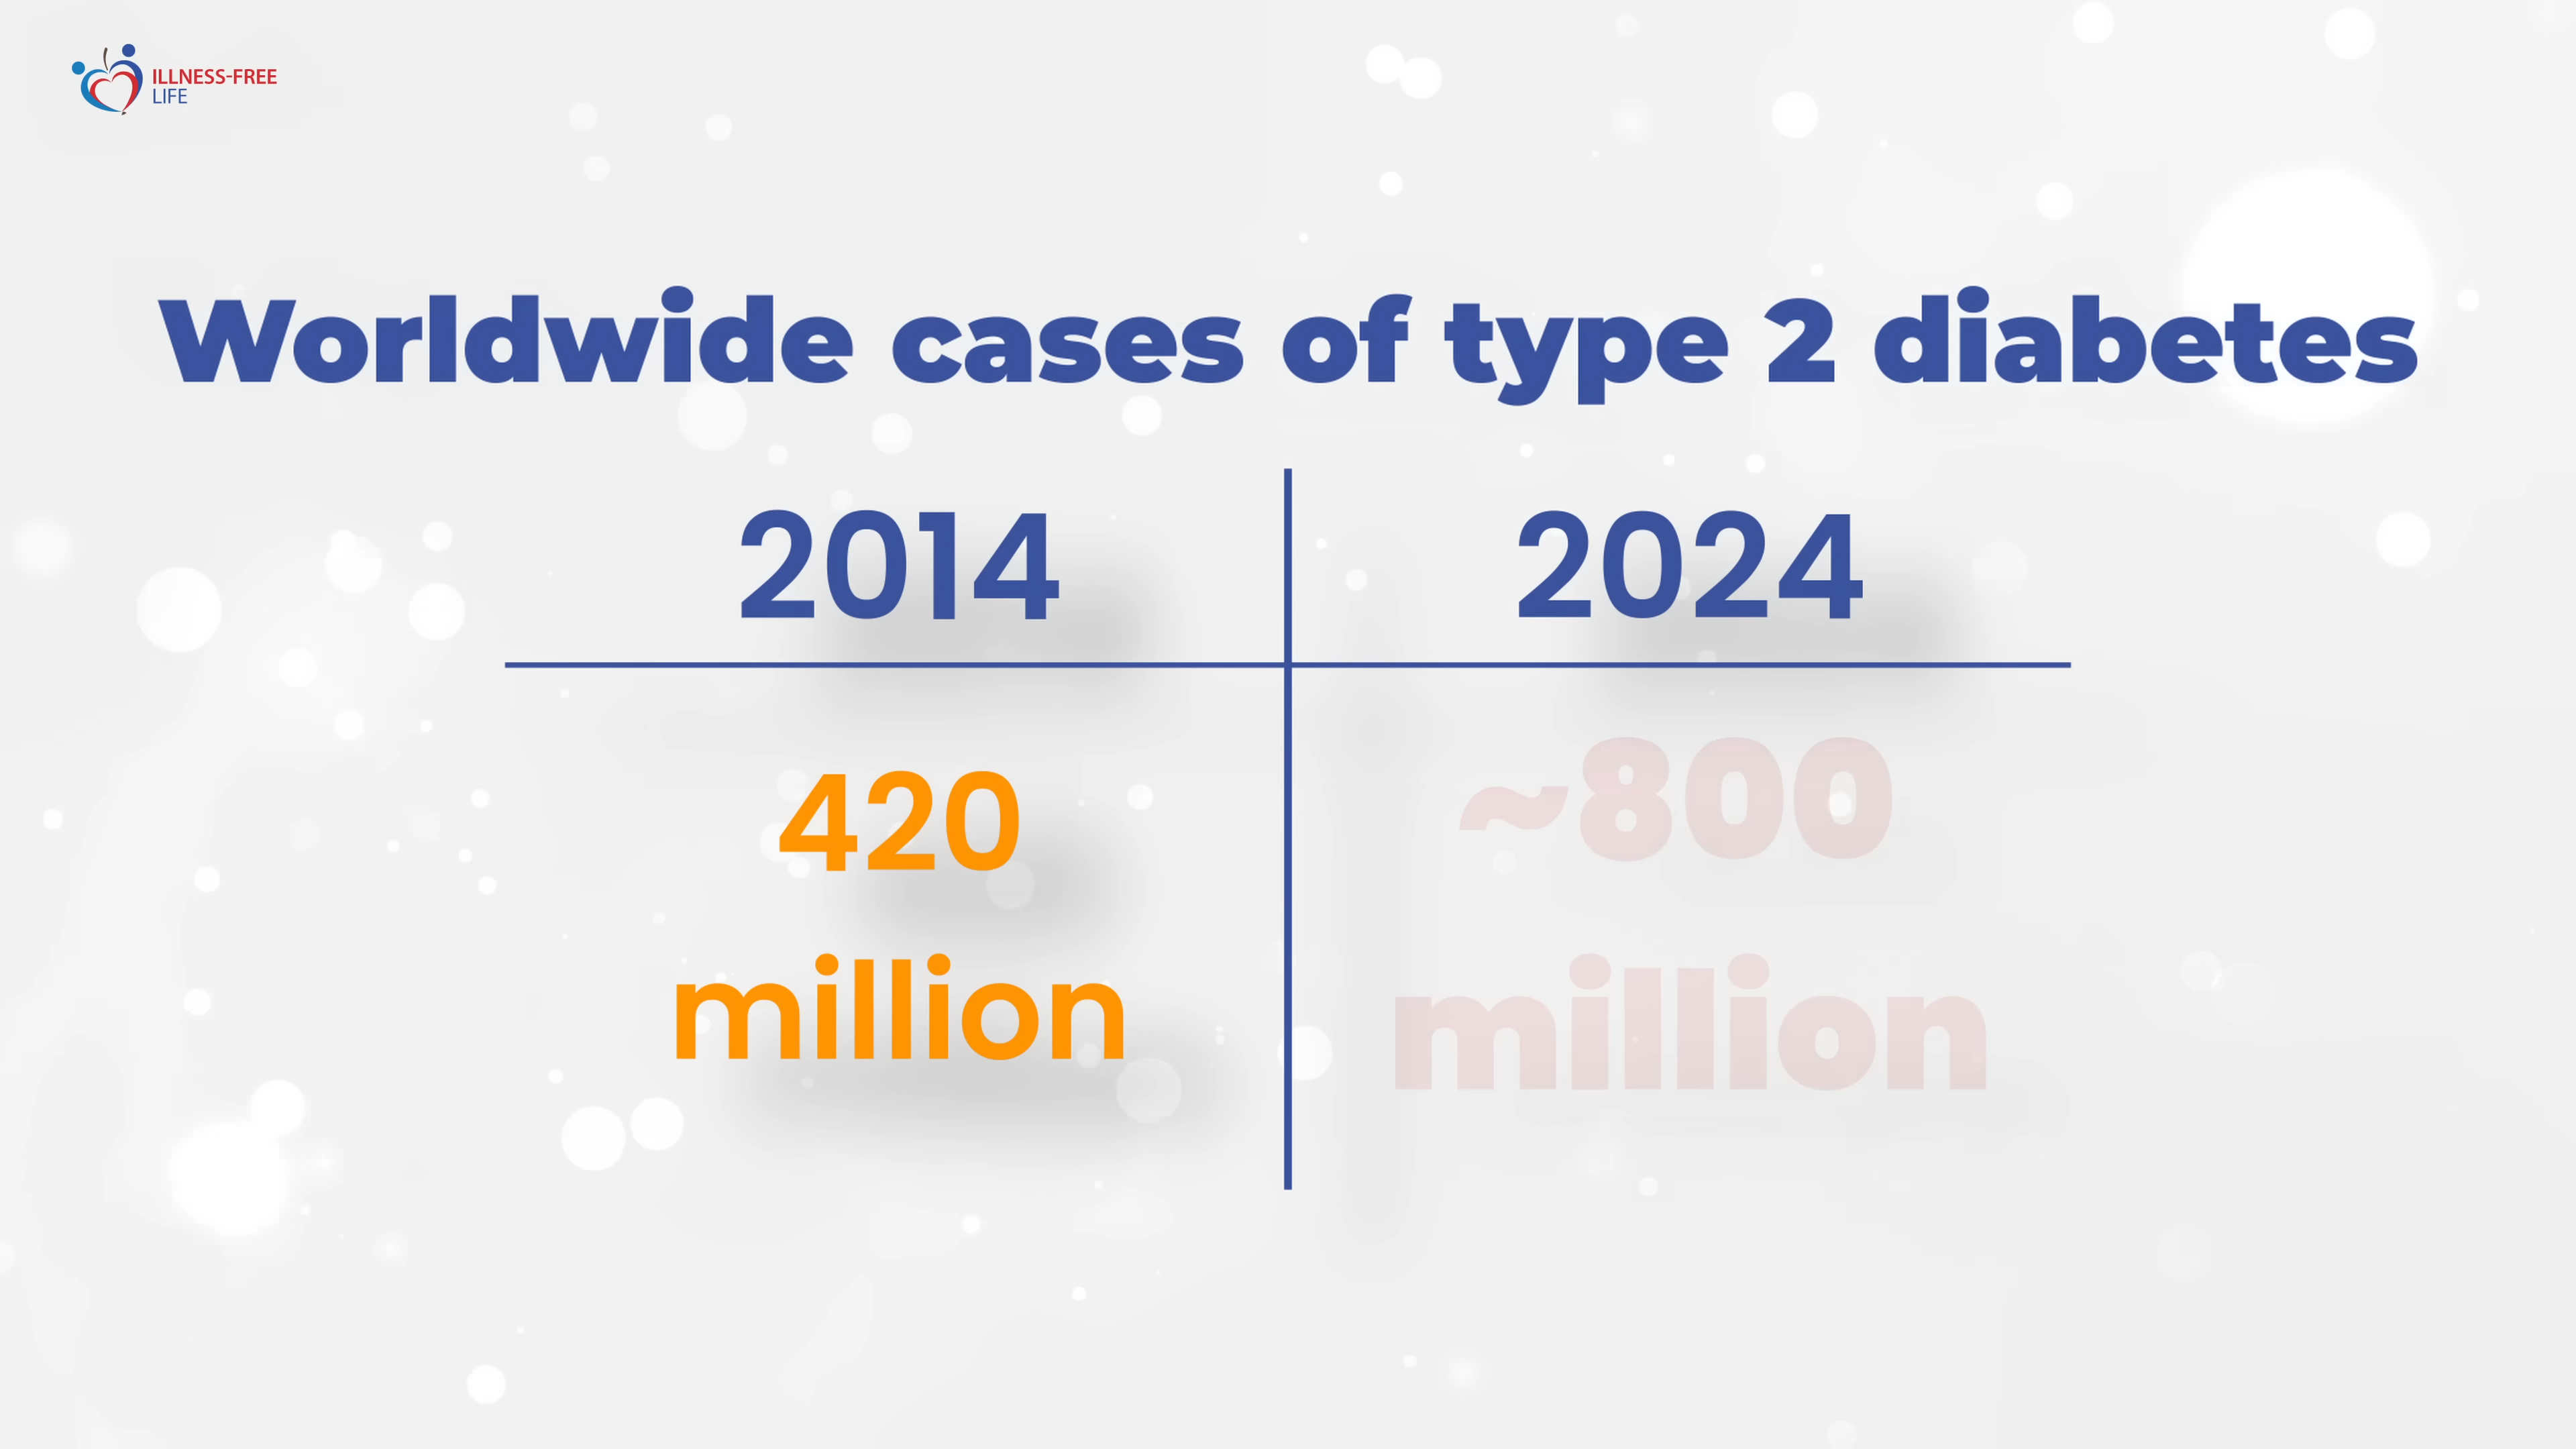 ILLNESS-FREE
LIFE
Worldwide cases of type 2 diabetes
2014
2024
420
million
~800
million